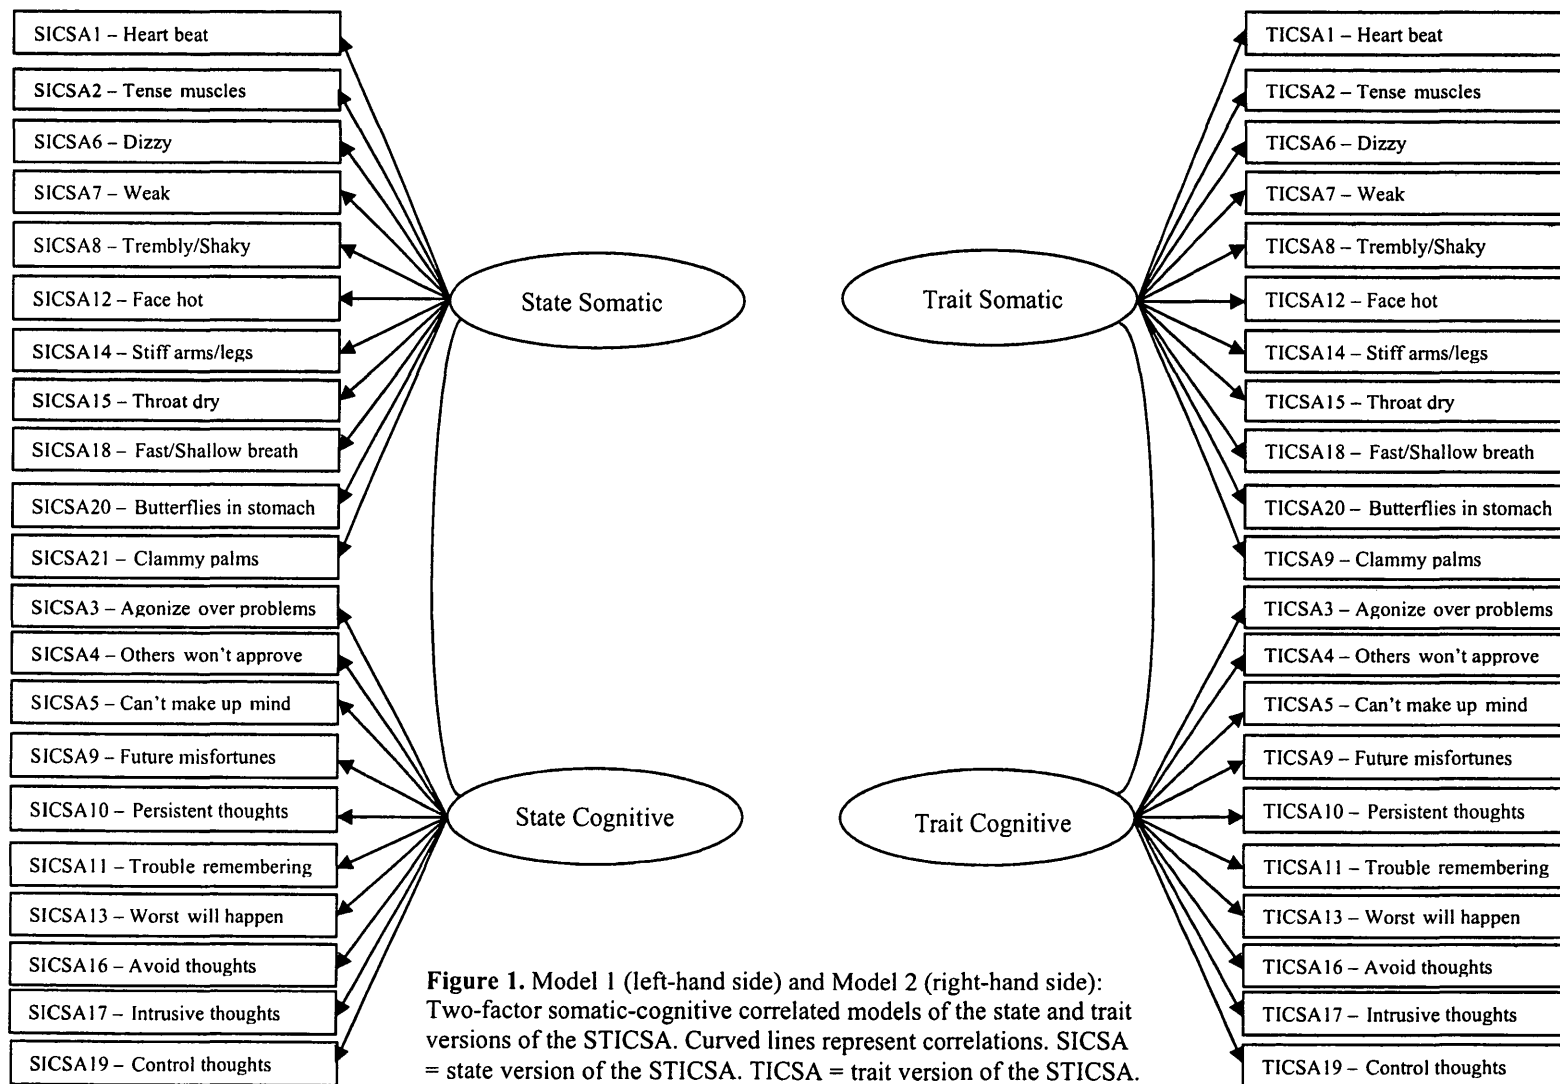 SICSA1 – Heart beat
SICSA2 – Tense muscles
SICSA6 – Dizzy
SICSA7 – Weak
SICSA8 – Trembly/Shaky
SICSA12 – Face hot
SICSA14 – Stiff arms/legs
SICSA15 – Throat dry
SICSA18 – Fast/Shallow breath
SICSA20 – Butterflies in stomach
SICSA21 – Clammy palms
SICSA3 – Agonize over problems
SICSA4 – Others won't approve
SICSA5 – Can't make up mind
SICSA9 – Future misfortunes
SICSA10 – Persistent thoughts
SICSA11 – Trouble remembering
SICSA13 – Worst will happen
SICSA16 – Avoid thoughts
SICSA17 – Intrusive thoughts
SICSA19 – Control thoughts
State Somatic
State Cognitive
Trait Somatic
Trait Cognitive
TICSA1 – Heart beat
TICSA2 – Tense muscles
TICSA6 – Dizzy
TICSA7 – Weak
TICSA8 – Trembly/Shaky
TICSA12 – Face hot
TICSA14 – Stiff arms/legs
TICSA15 – Throat dry
TICSA18 – Fast/Shallow breath
TICSA20 – Butterflies in stomach
TICSA9 – Clammy palms
TICSA3 – Agonize over problems
TICSA4 – Others won't approve
TICSA5 – Can't make up mind
TICSA9 – Future misfortunes
TICSA10 – Persistent thoughts
TICSA11 – Trouble remembering
TICSA13 – Worst will happen
TICSA16 – Avoid thoughts
TICSA17 – Intrusive thoughts
TICSA19 – Control thoughts
Figure 1. Model 1 (left-hand side) and Model 2 (right-hand side):
Two-factor somatic-cognitive correlated models of the state and trait
versions of the STICSA. Curved lines represent correlations. SICSA
= state version of the STICSA. TICSA = trait version of the STICSA.